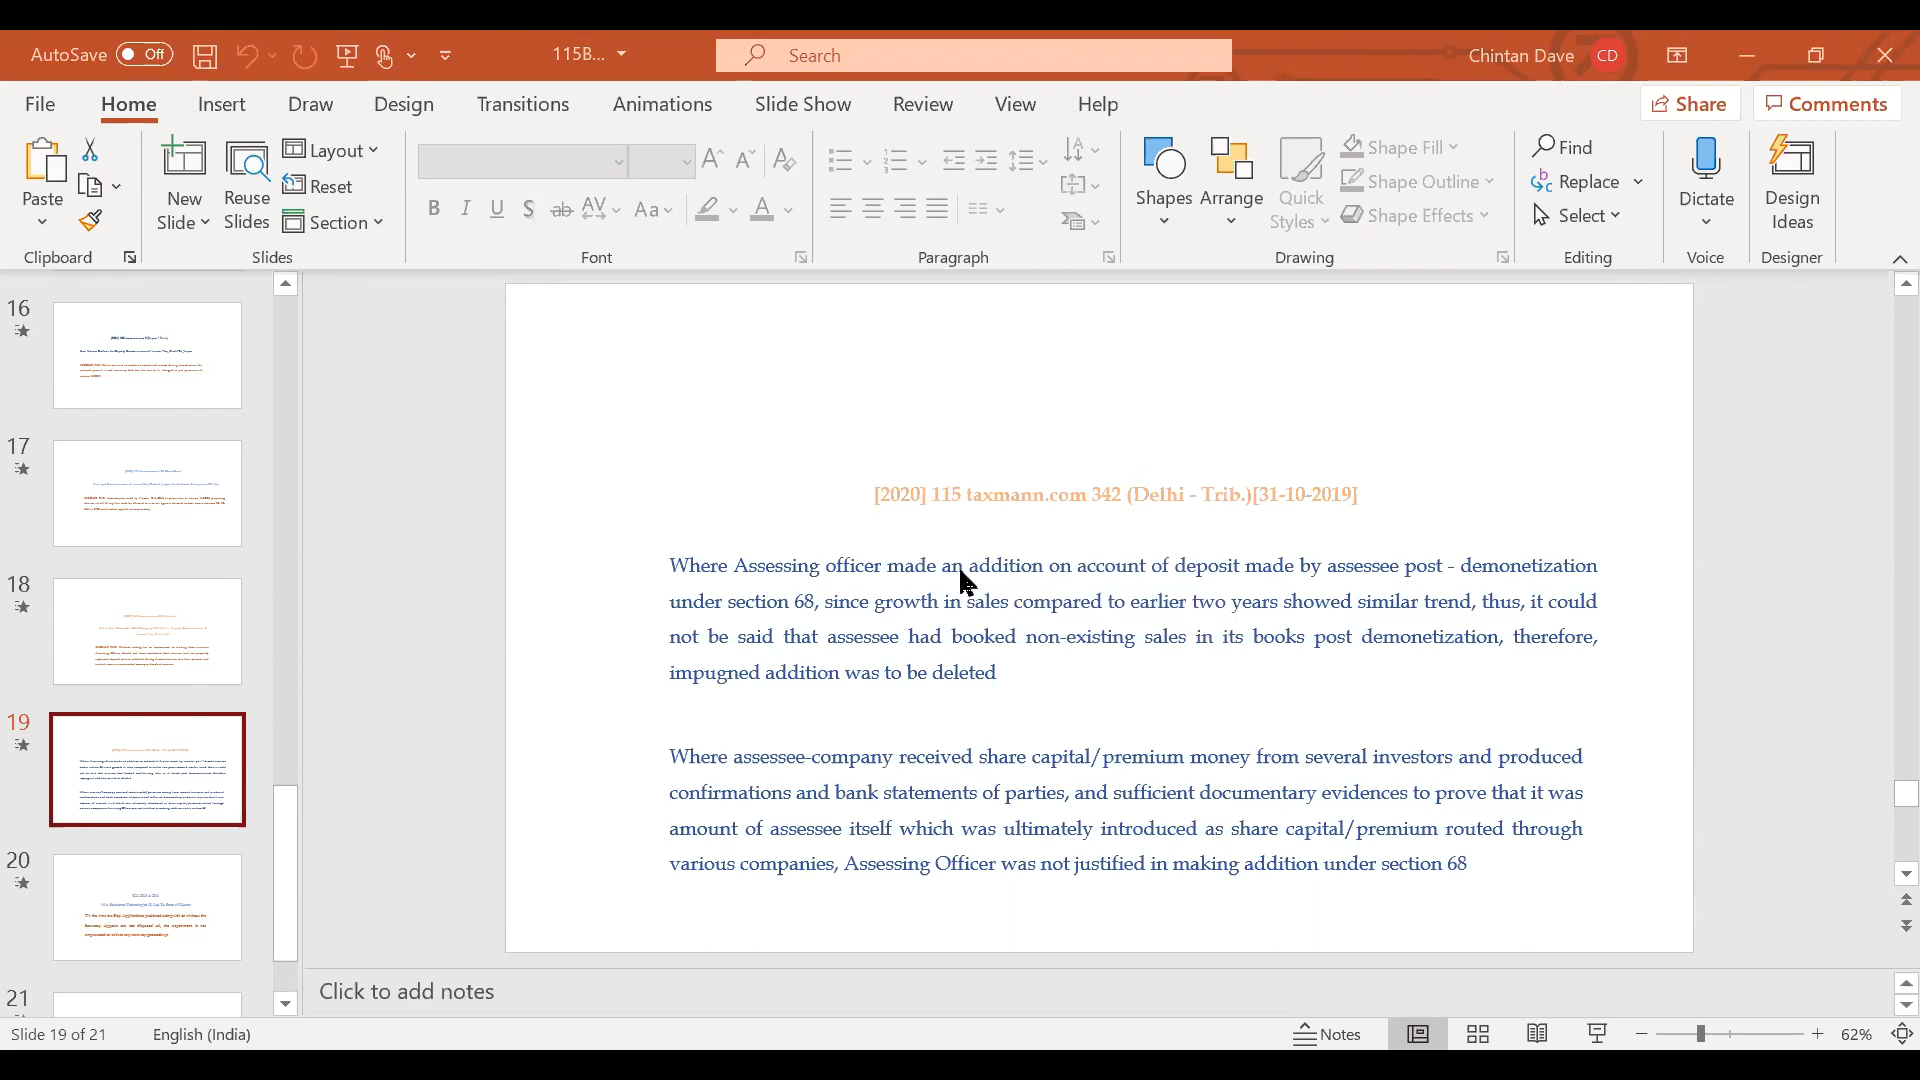 AutoSave Off 115B... Search Chintan Dave CD
File Home Insert Draw Design Transitions Animations Slide Show Review View Help Share Comments
Paste
New Slide
Reuse Slides
Layout
Reset
Section
B I U S ab AV Aa A
Shapes
Arrange
Quick Styles
Shape Fill
Shape Outline
Shape Effects
Find
Replace
Select
Dictate
Design Ideas
Clipboard Slides Font Paragraph Drawing Editing Voice Designer
16
17
18
19
20
21
[2020] 115 taxmann.com 342 (Delhi - Trib.)[31-10-2019]
Where Assessing officer made an addition on account of deposit made by assessee post - demonetization
under section 68, since growth in sales compared to earlier two years showed similar trend, thus, it could
not be said that assessee had booked non-existing sales in its books post demonetization, therefore,
impugned addition was to be deleted
Where assessee-company received share capital/premium money from several investors and produced
confirmations and bank statements of parties, and sufficient documentary evidences to prove that it was
amount of assessee itself which was ultimately introduced as share capital/premium routed through
various companies, Assessing Officer was not justified in making addition under section 68
Click to add notes
Slide 19 of 21 English (India) Notes 62%